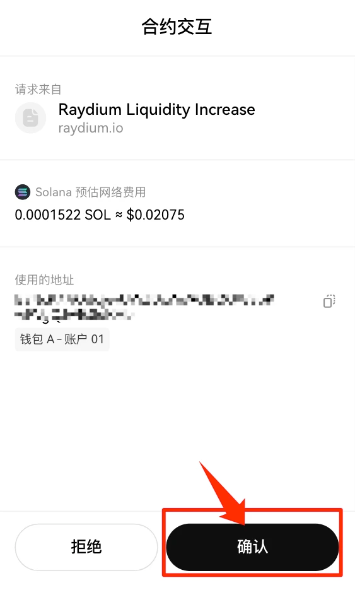 合约交互
请求来自
Raydium Liquidity Increase
raydium.io
Solana 预估网络费用
0.0001522 SOL ≈ $0.02075
使用的地址
钱包 A - 账户 01
拒绝
确认